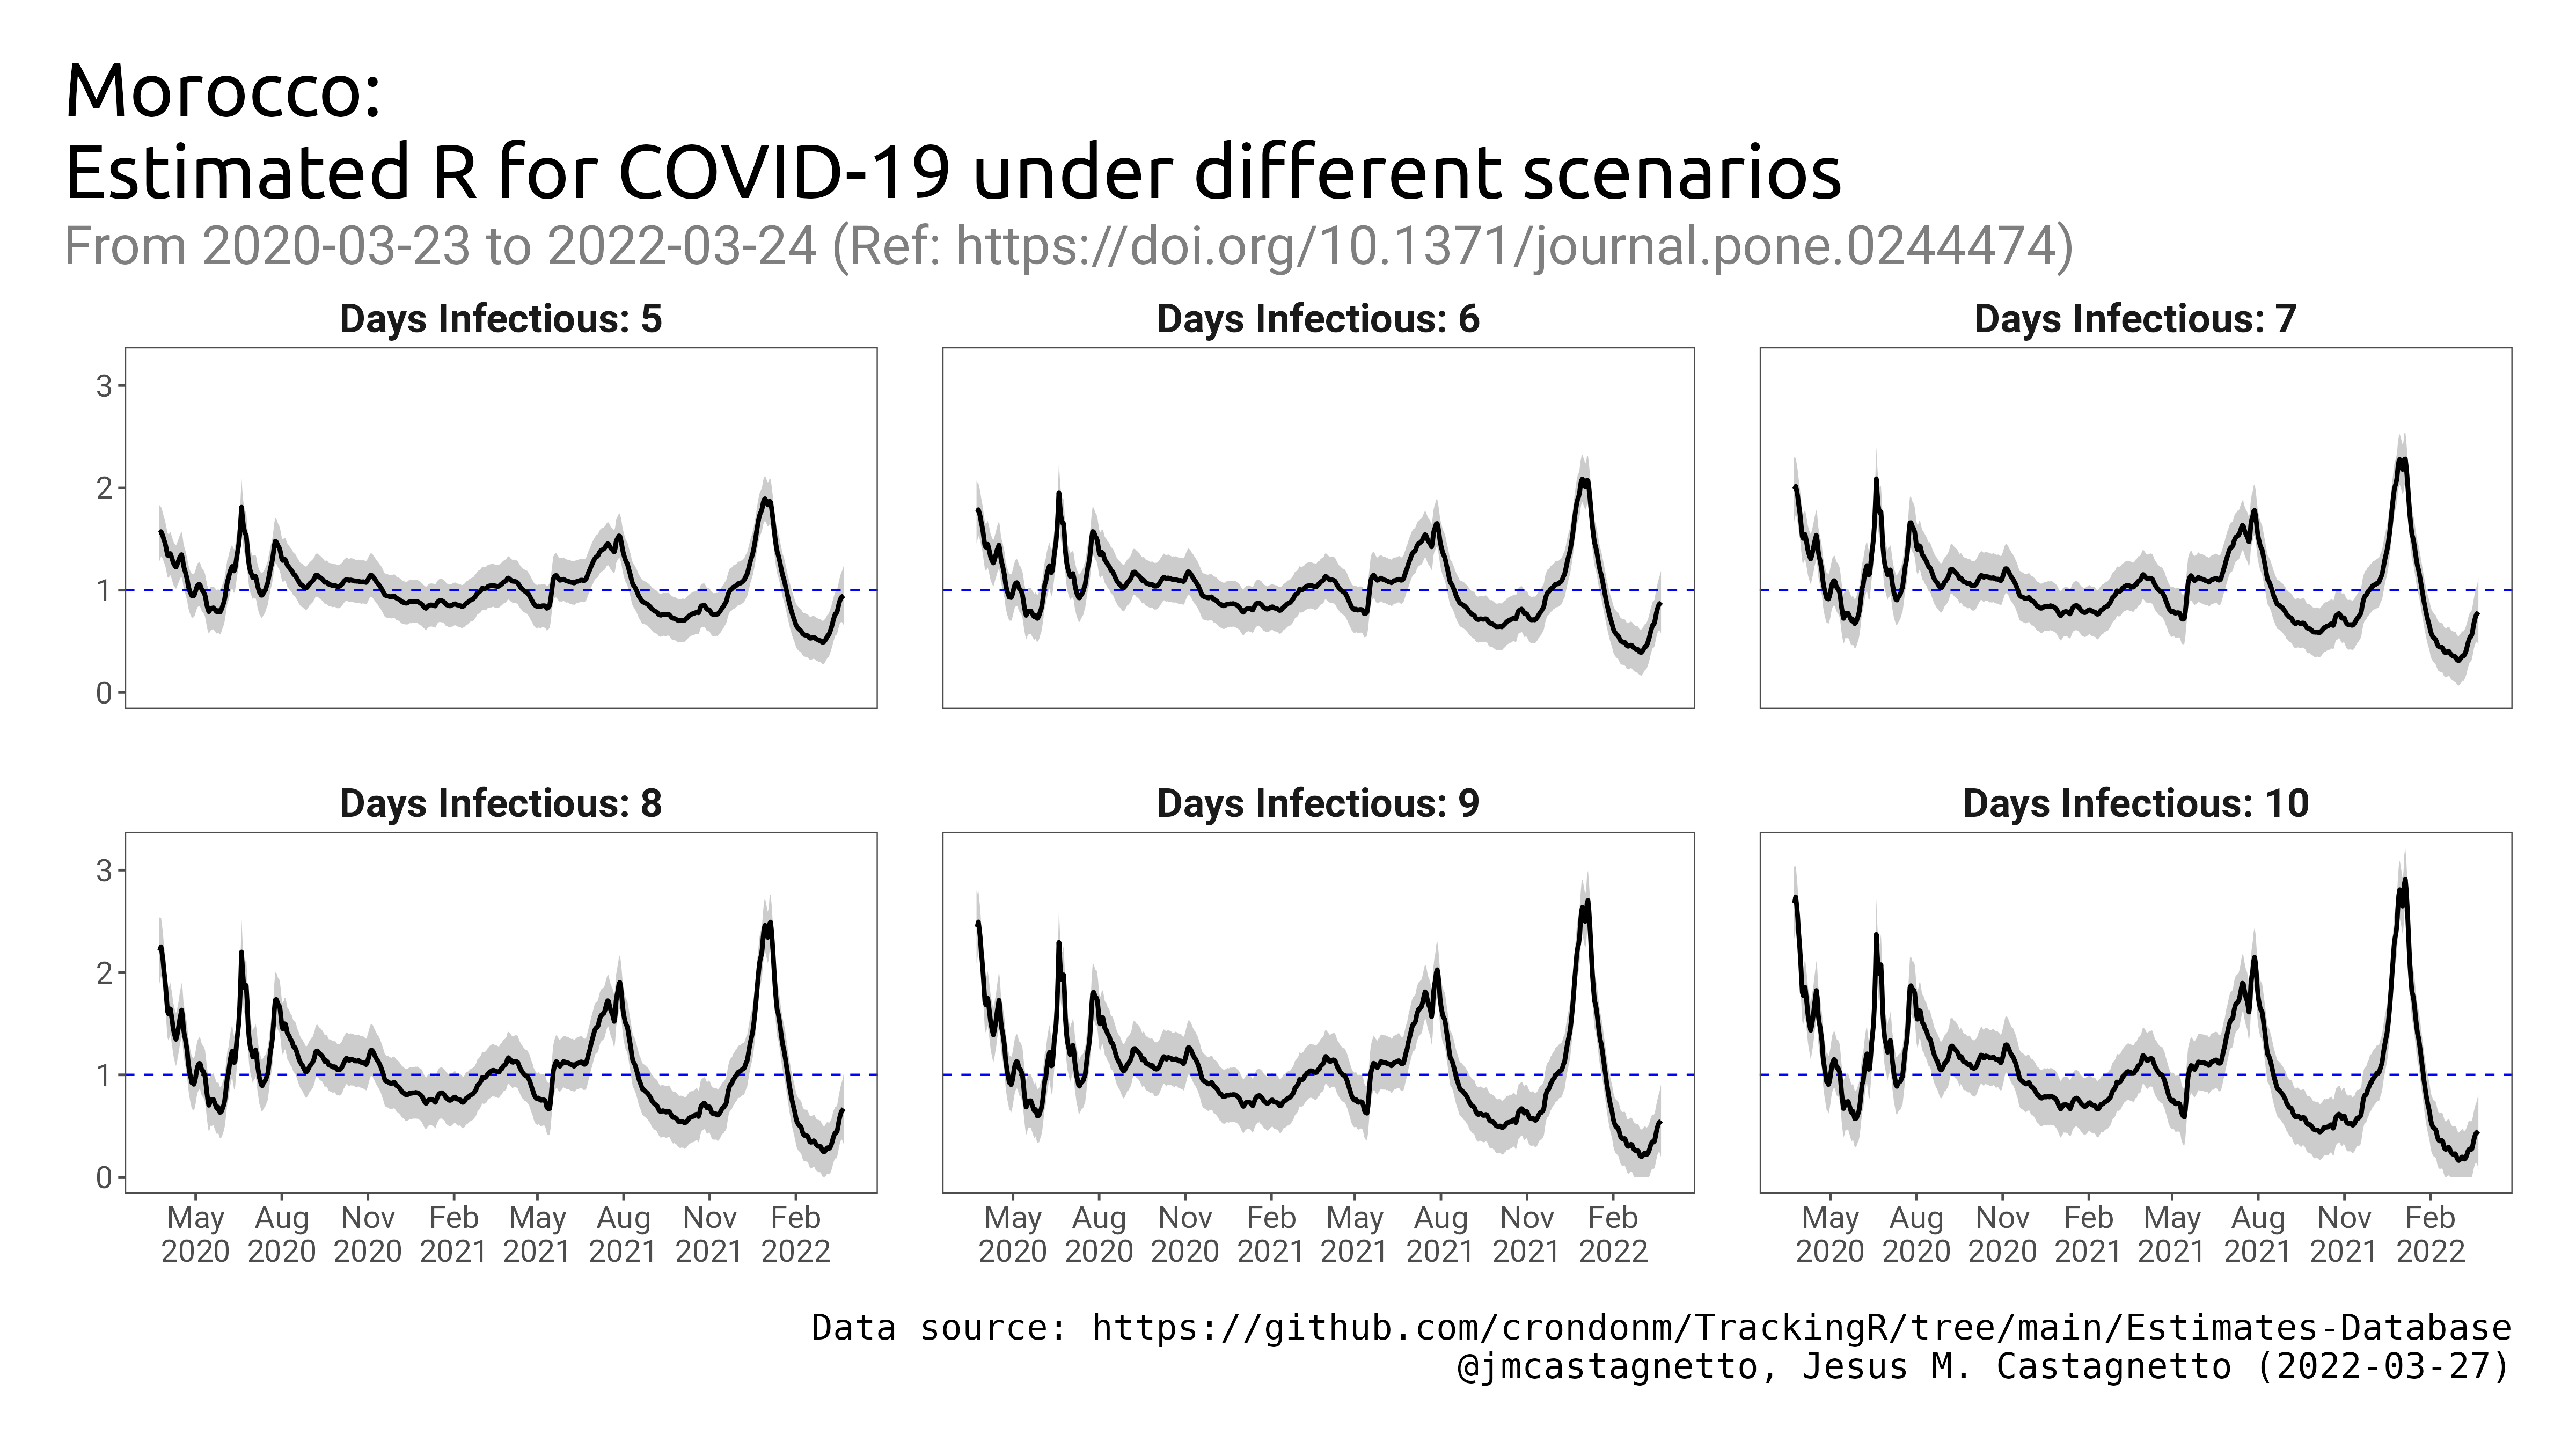 Morocco:
Estimated R for COVID-19 under different scenarios
From 2020-03-23 to 2022-03-24 (Ref: https://doi.org/10.1371/journal.pone.0244474)
Days Infectious: 5
Days Infectious: 6
Days Infectious: 7
3
2
1
0
Days Infectious: 8
Days Infectious: 9
Days Infectious: 10
3
2
1
0
May Aug Nov Feb May Aug Nov Feb
2020 2020 2020 2021 2021 2021 2021 2022
May Aug Nov Feb May Aug Nov Feb
2020 2020 2020 2021 2021 2021 2021 2022
May Aug Nov Feb May Aug Nov Feb
2020 2020 2020 2021 2021 2021 2021 2022
Data source: https://github.com/crondonm/TrackingR/tree/main/Estimates-Database
@jmcastagnetto, Jesus M. Castagnetto (2022-03-27)